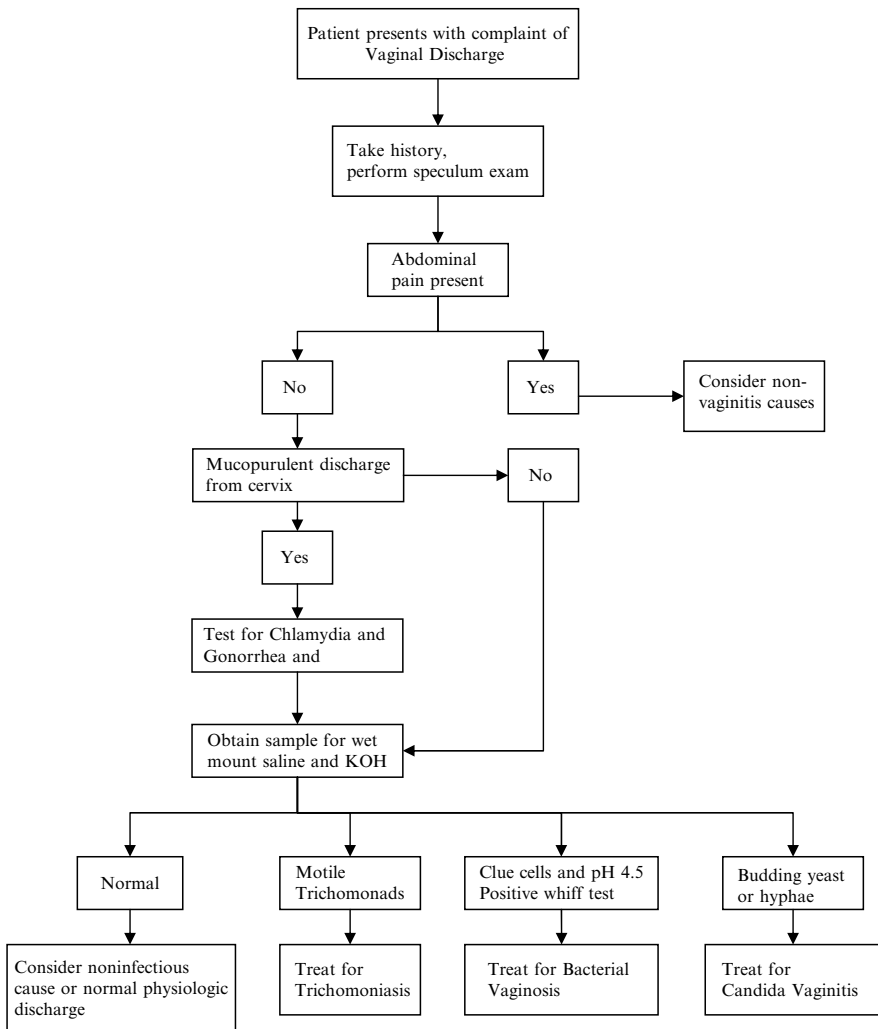 Patient presents with complaint of
Vaginal Discharge
Take history,
perform speculum exam
Abdominal
pain present
No
Yes
Consider non-
vaginitis causes
Mucopurulent discharge
from cervix
No
Yes
Test for Chlamydia and
Gonorrhea and
Obtain sample for wet
mount saline and KOH
Normal
Motile
Trichomonads
Clue cells and pH 4.5
Positive whiff test
Budding yeast
or hyphae
Consider noninfectious
cause or normal physiologic
discharge
Treat for
Trichomoniasis
Treat for Bacterial
Vaginosis
Treat for
Candida Vaginitis